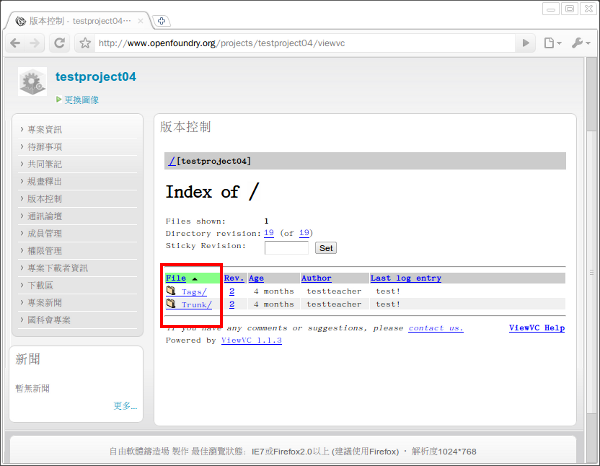 版本控制 - testproject04-...
http://www.openfoundry.org/projects/testproject04/viewvc
testproject04
更換圖像
專案資訊
待辦事項
共同筆記
規畫釋出
版本控制
通訊論壇
成員管理
權限管理
專案下載者資訊
下載區
專案新聞
國科會專案
新聞
暫無新聞
更多...
版本控制
/[testproject04]
Index of /
Files shown: 1
Directory revision: 19 (of 19)
Sticky Revision: Set
File Rev. Age Author Last log entry
Tags/ 2 4 months testteacher test!
Trunk/ 2 4 months testteacher test!
If you have any comments or suggestions, please contact us. ViewVC Help
Powered by ViewVC 1.1.3
自由軟體鑄造場 製作 最佳瀏覽狀態：IE7或Firefox2.0以上 (建議使用Firefox) ・ 解析度1024*768